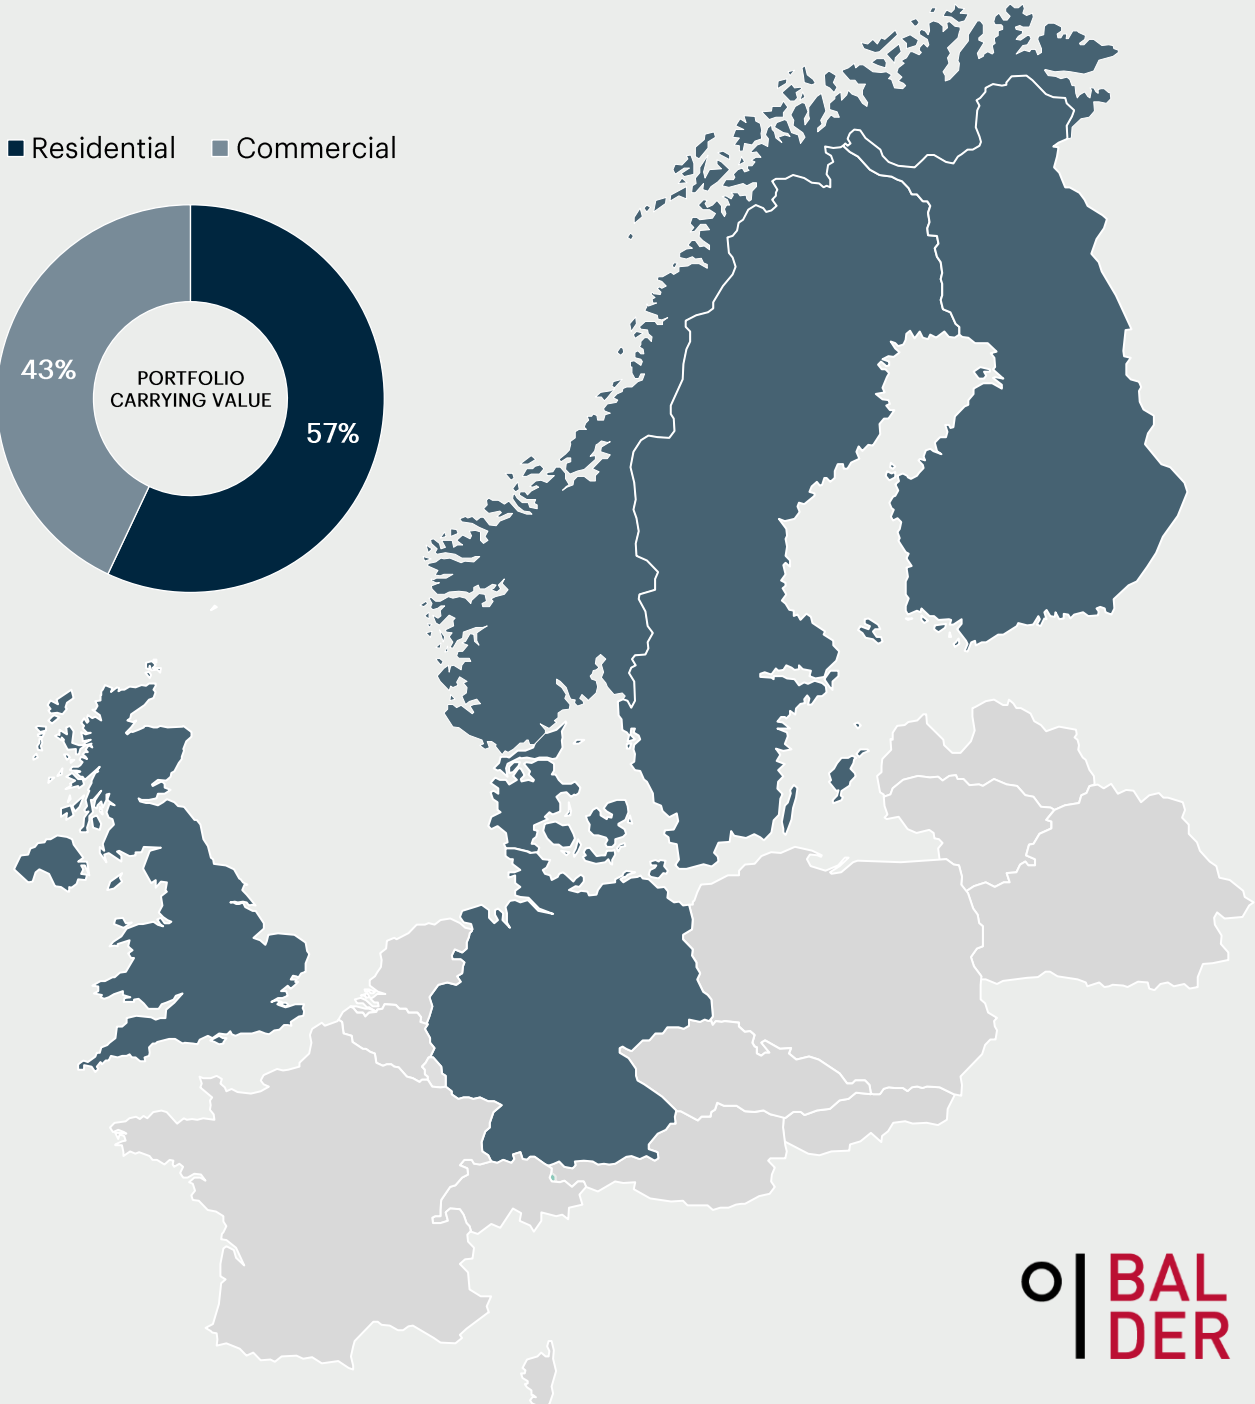 Residential
Commercial
43%
PORTFOLIO
CARRYING VALUE
57%
BAL
DER